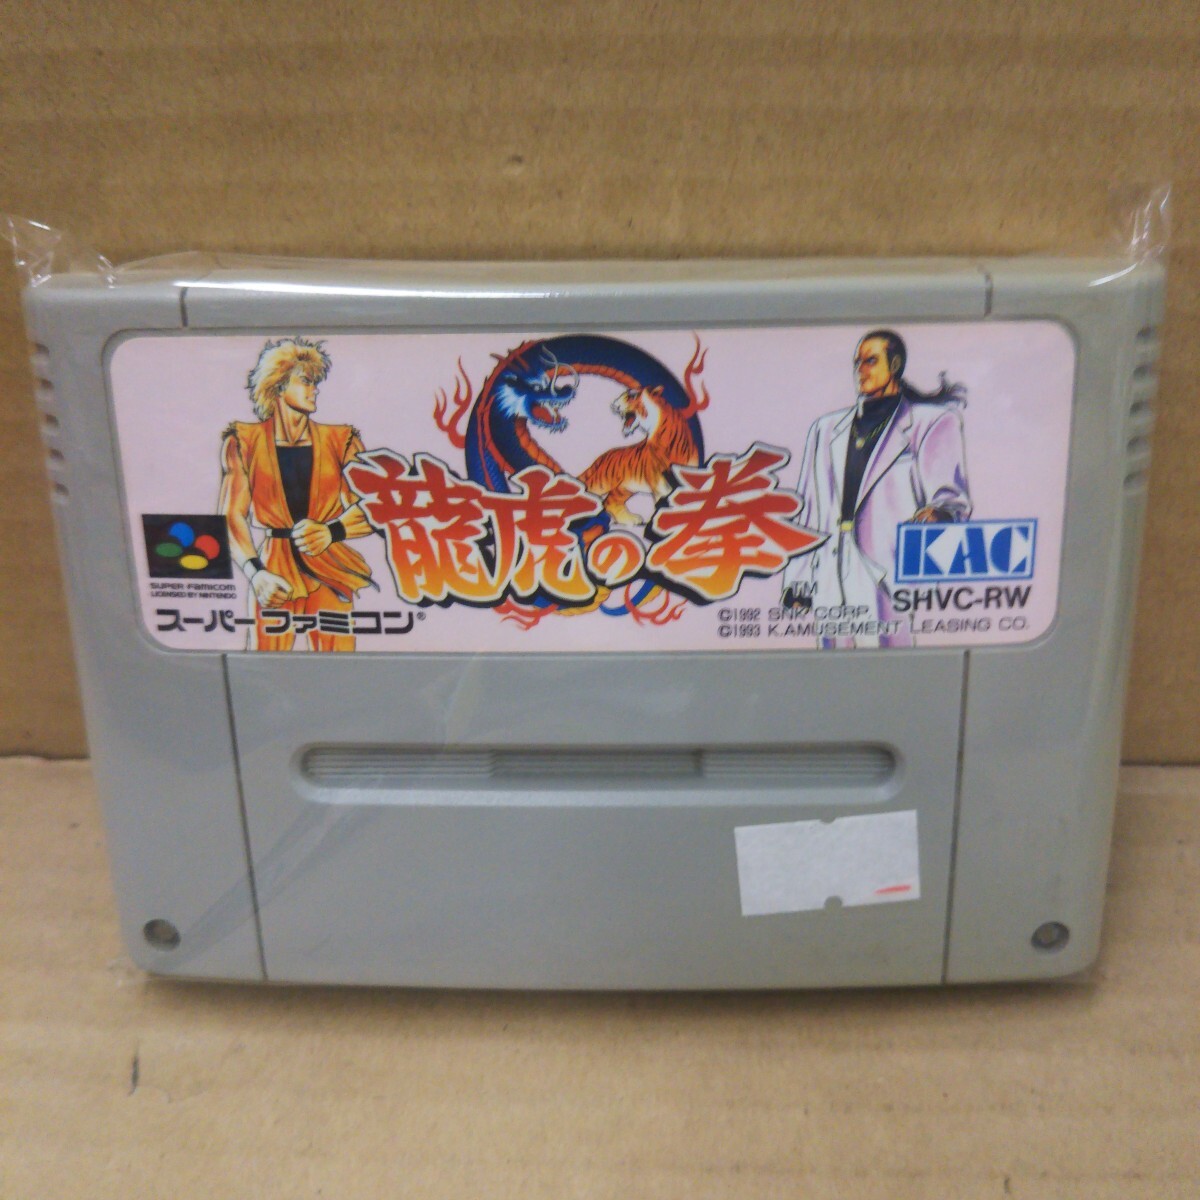 龍虎の拳
TM
SUPER FAMICOM
LICENSED BY NINTENDO
スーパーファミコン®
KAC
SHVC-RW
©1992 SNK CORP.
©1993 K.AMUSEMENT LEASING CO.